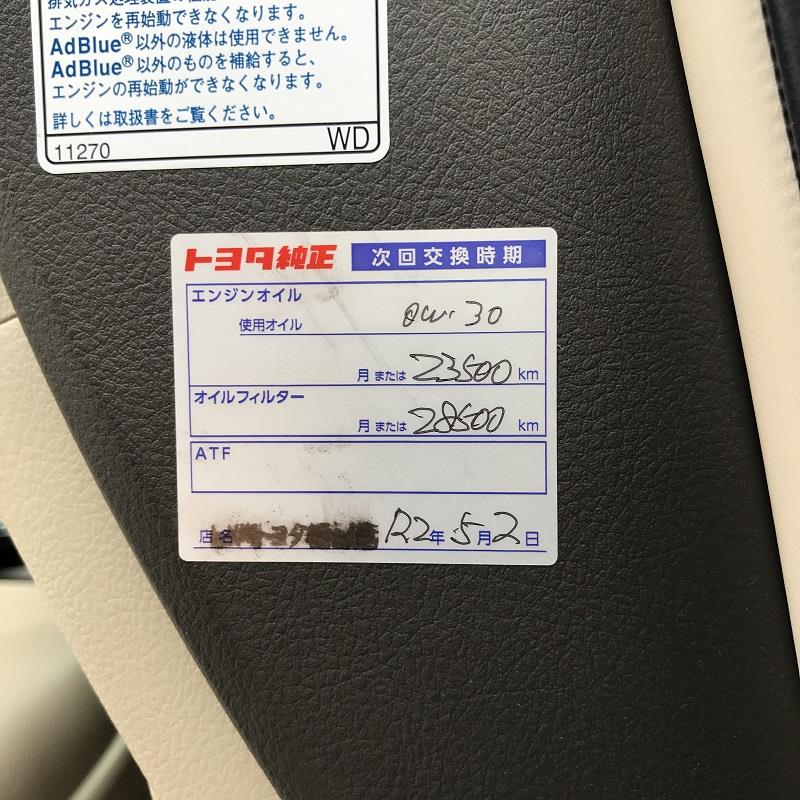 エンジンを再始動できなくなります。
AdBlue®以外の液体は使用できません。
AdBlue®以外のものを補給すると、
エンジンの再始動ができなくなります。
詳しくは取扱書をご覧ください。
11270 WD
トヨタ純正 次回交換時期
エンジンオイル
使用オイル 0W-30
月または 23500 km
オイルフィルター
月または 28500 km
ATF
店名 トヨタ R2年5月2日